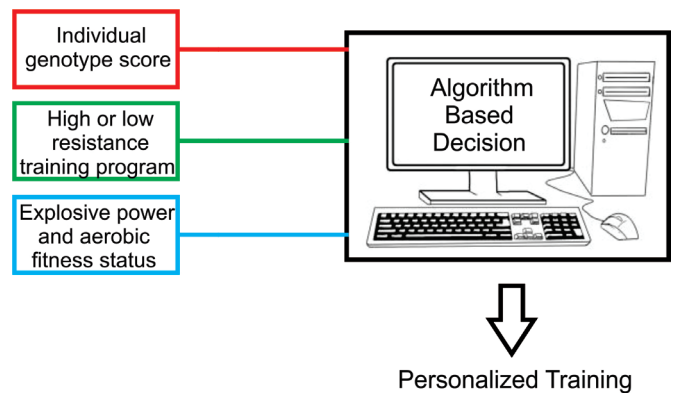 Individual
genotype score
High or low
resistance
training program
Explosive power
and aerobic
fitness status
Algorithm
Based
Decision
Personalized Training